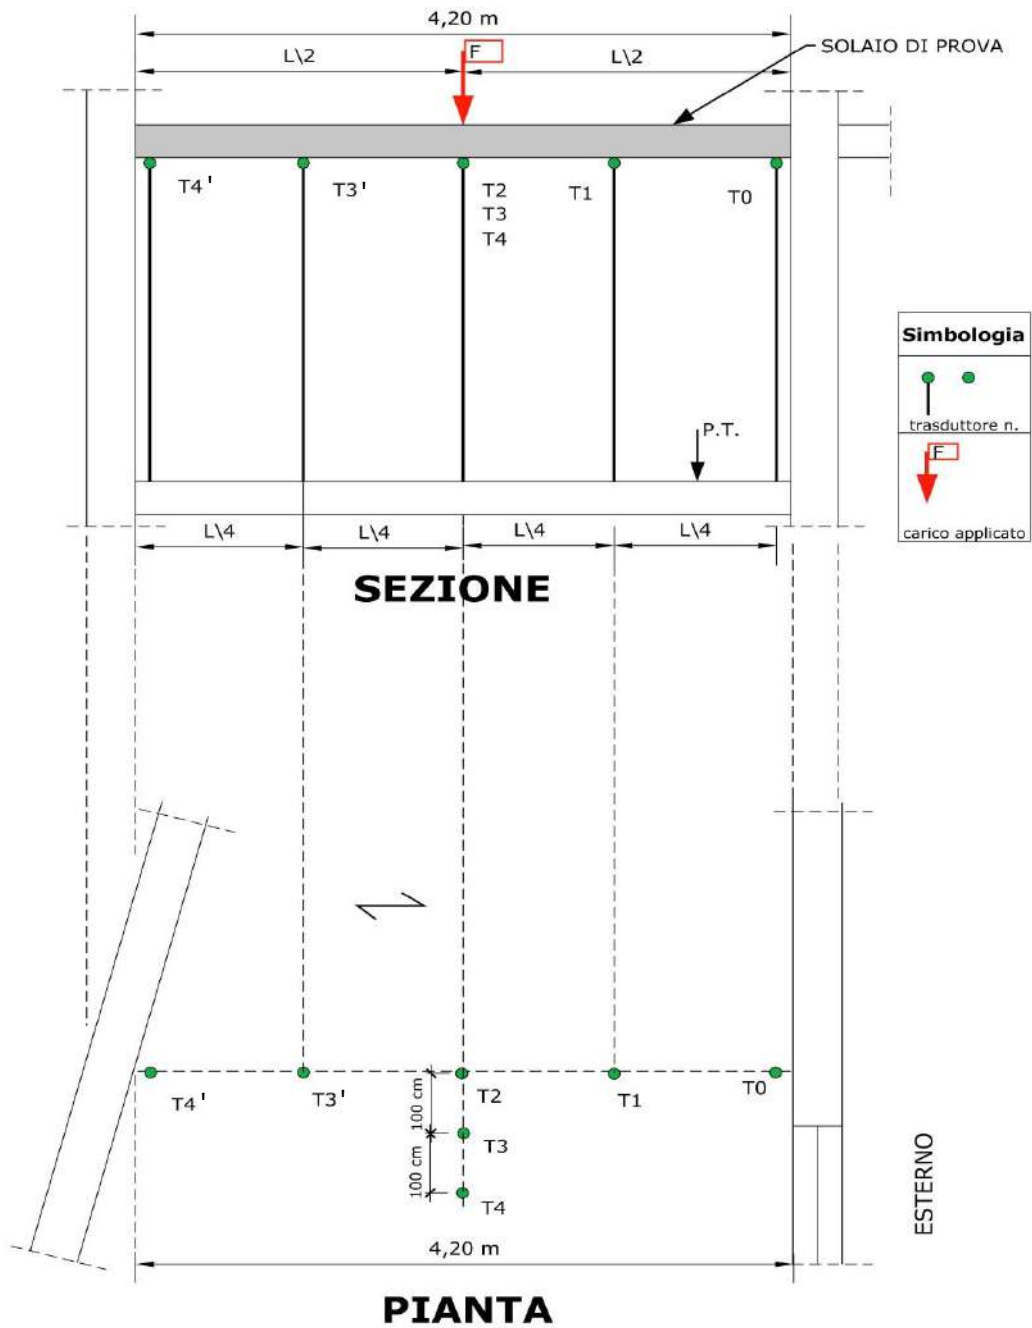 4,20 m
L\2
F
L\2
SOLAIO DI PROVA
T4'
T3'
T2
T3
T4
T1
T0
Simbologia
trasduttore n.
F
carico applicato
P.T.
L\4
L\4
L\4
L\4
SEZIONE
T4'
T3'
T2
T1
T0
100 cm
T3
100 cm
T4
ESTERNO
4,20 m
PIANTA